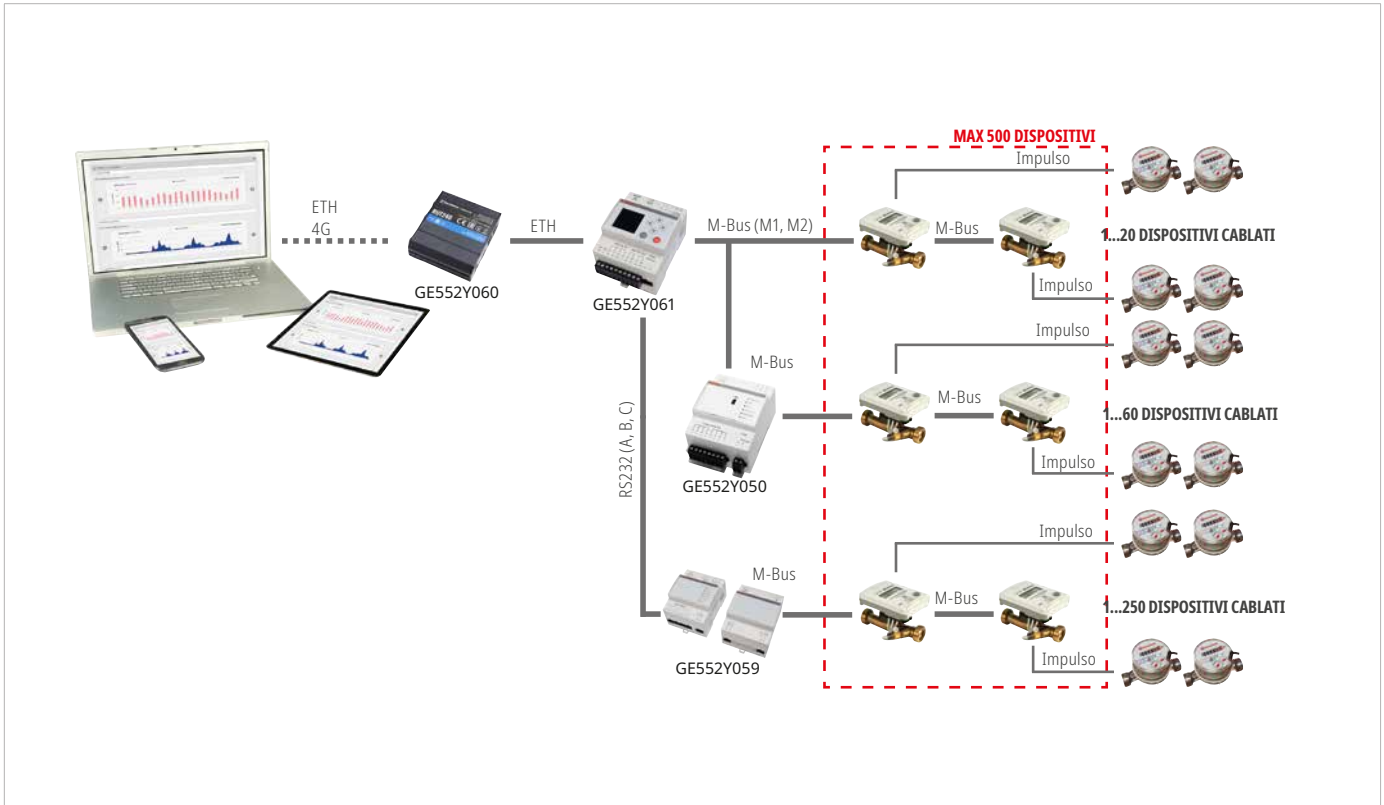 MAX 500 DISPOSITIVI
Impulso
ETH
4G
ETH
M-Bus (M1, M2)
M-Bus
1...20 DISPOSITIVI CABLATI
GE552Y060
GE552Y061
Impulso
Impulso
M-Bus
RS232 (A, B, C)
M-Bus
1...60 DISPOSITIVI CABLATI
Impulso
GE552Y050
Impulso
M-Bus
M-Bus
1...250 DISPOSITIVI CABLATI
GE552Y059
Impulso